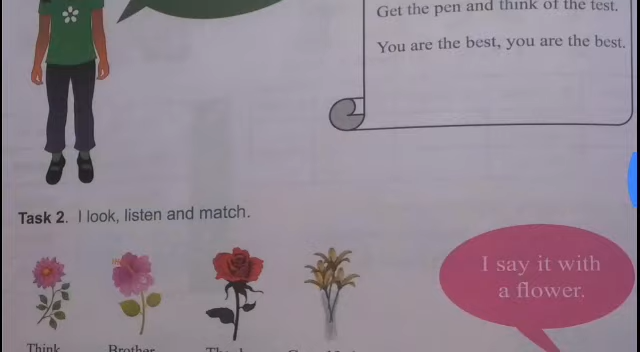 Get the pen and think of the test.
You are the best, you are the best.
Task 2. I look, listen and match.
I say it with
a flower.
Think
Brother